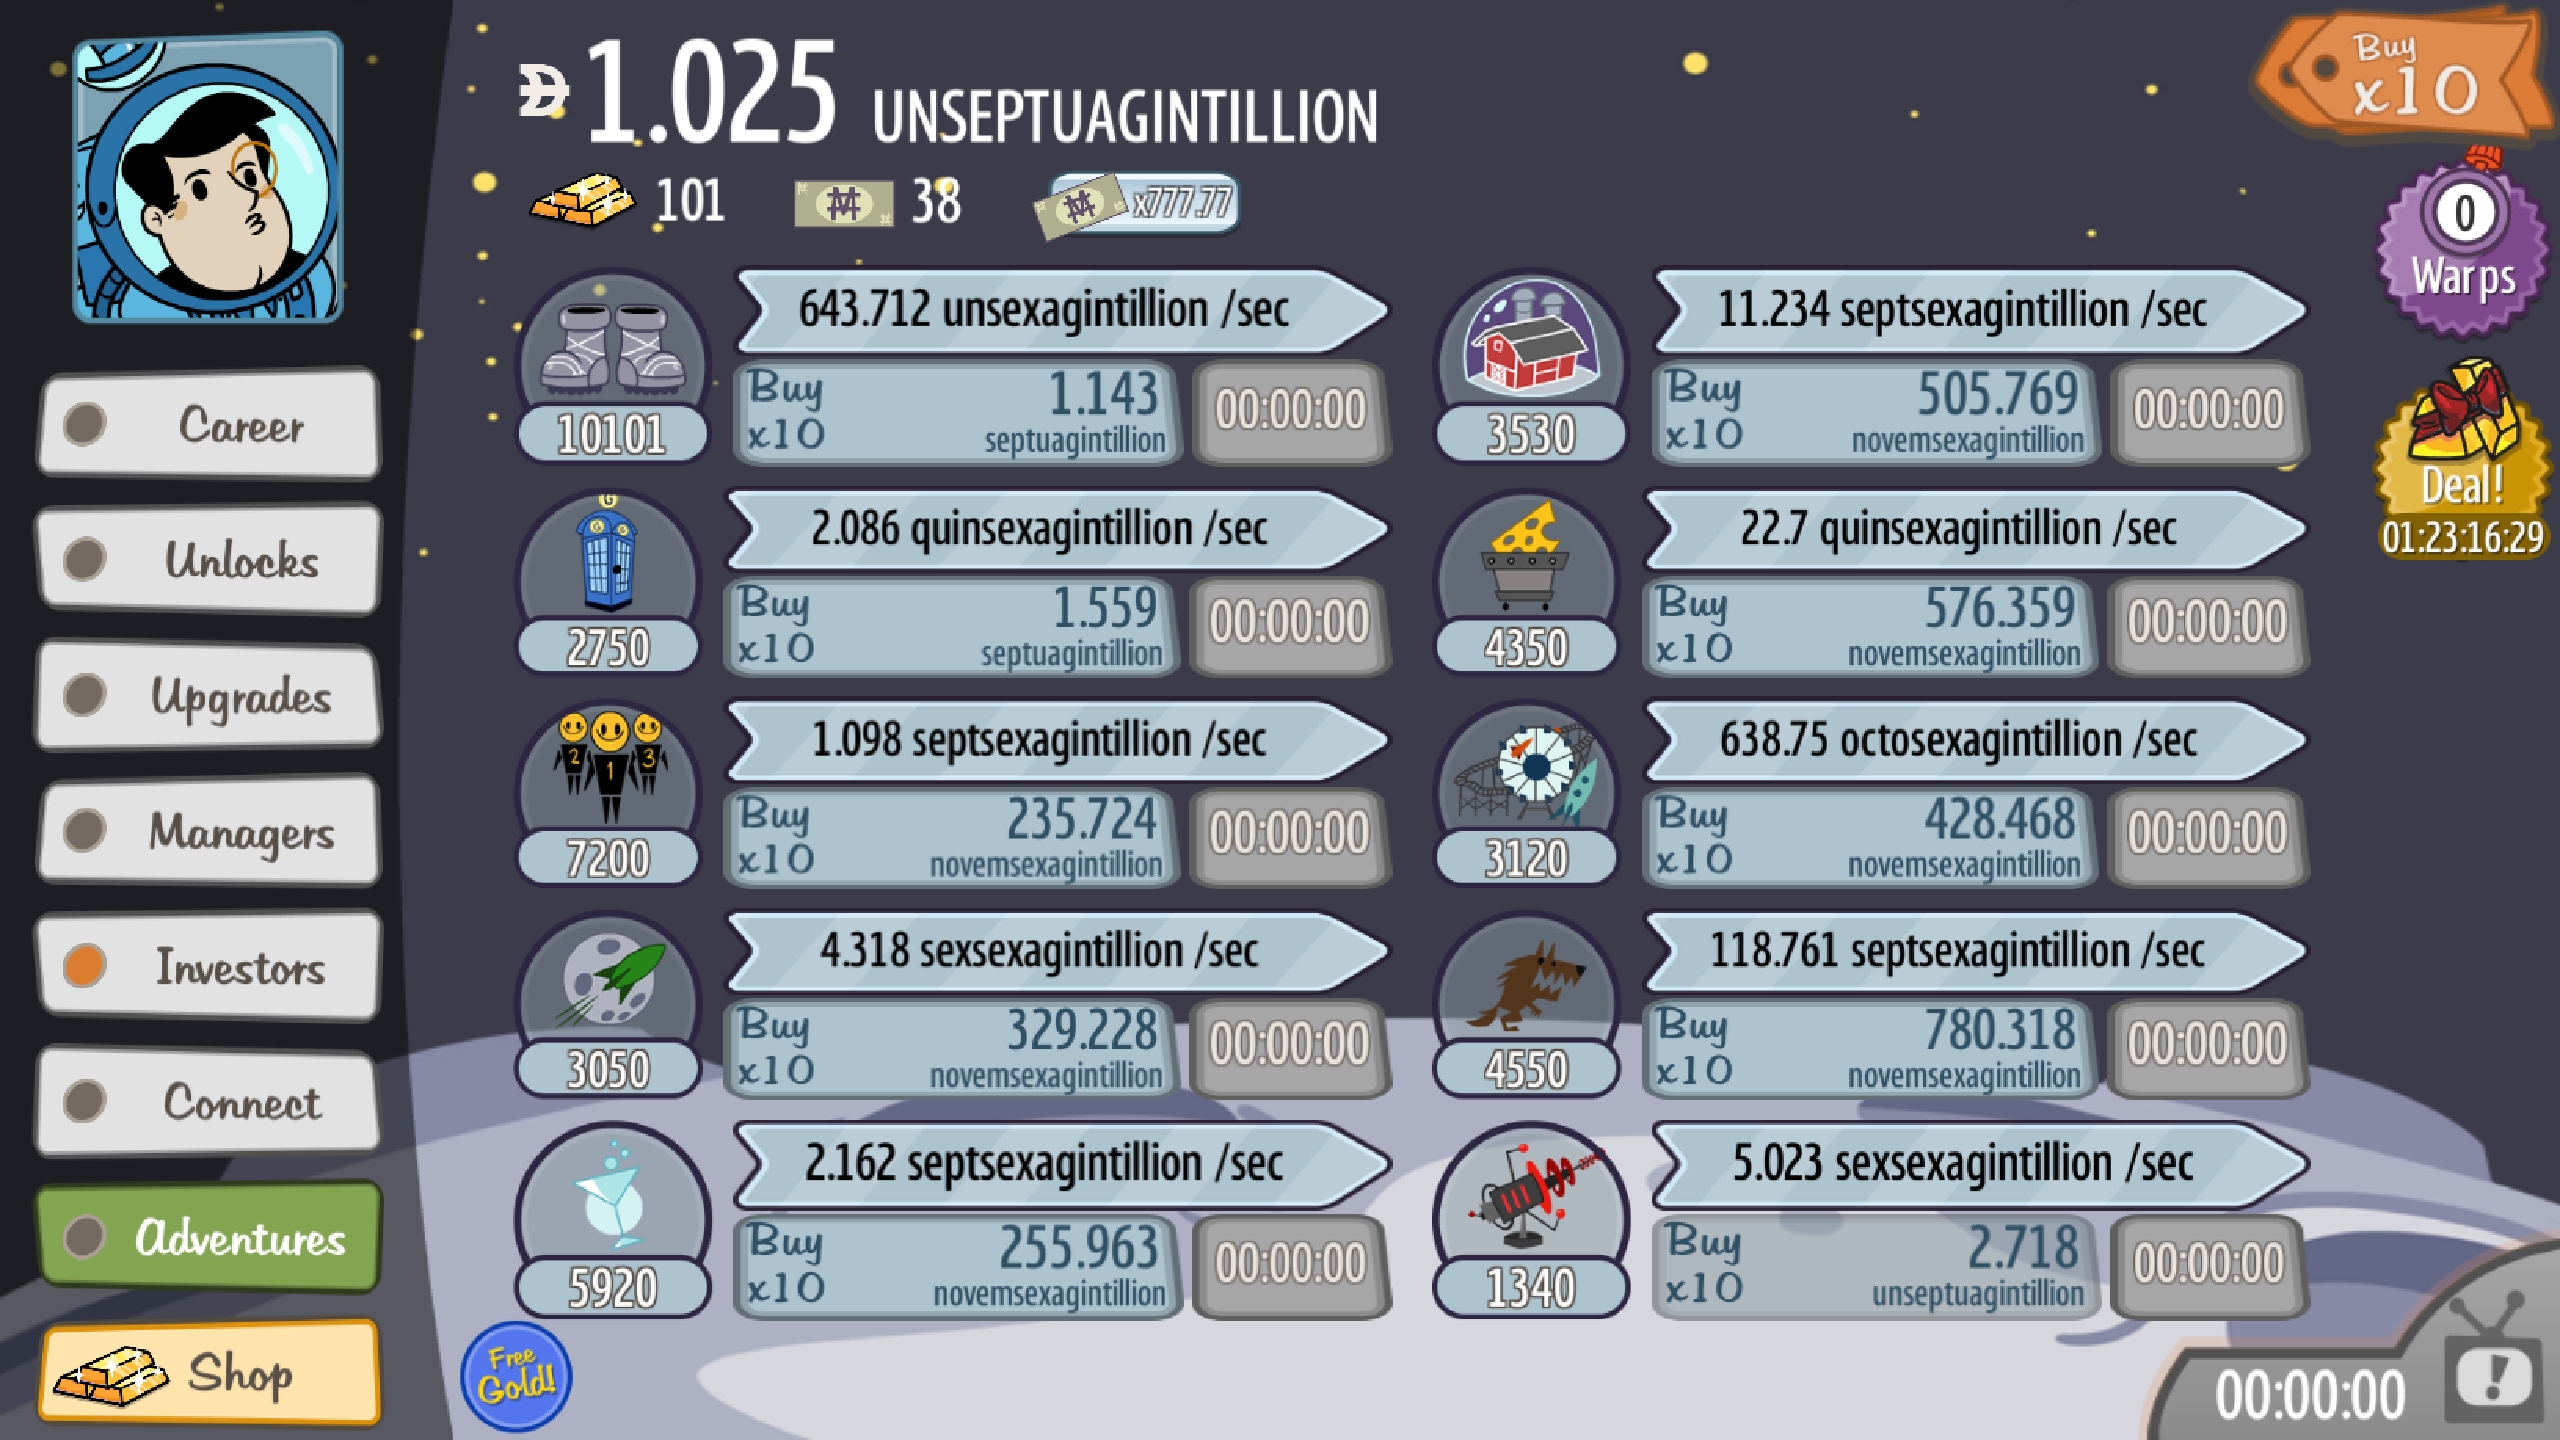 1.025 UNSEPTUAGINTILLION
Buy
x10
101 38 x777.77
0
Warps
Deal!
01:23:16:29
Career
Unlocks
Upgrades
Managers
Investors
Connect
Adventures
Shop
643.712 unsexagintillion /sec
10101
Buy
x10
1.143
septuagintillion
00:00:00
11.234 septsexagintillion /sec
3530
Buy
x10
505.769
novemsexagintillion
00:00:00
G
G G
2.086 quinsexagintillion /sec
2750
Buy
x10
1.559
septuagintillion
00:00:00
22.7 quinsexagintillion /sec
4350
Buy
x10
576.359
novemsexagintillion
00:00:00
2 1 3
1.098 septsexagintillion /sec
7200
Buy
x10
235.724
novemsexagintillion
00:00:00
638.75 octosexagintillion /sec
3120
Buy
x10
428.468
novemsexagintillion
00:00:00
4.318 sexsexagintillion /sec
3050
Buy
x10
329.228
novemsexagintillion
00:00:00
118.761 septsexagintillion /sec
4550
Buy
x10
780.318
novemsexagintillion
00:00:00
2.162 septsexagintillion /sec
5920
Buy
x10
255.963
novemsexagintillion
00:00:00
5.023 sexsexagintillion /sec
1340
Buy
x10
2.718
unseptuagintillion
00:00:00
Free
Gold!
00:00:00
!